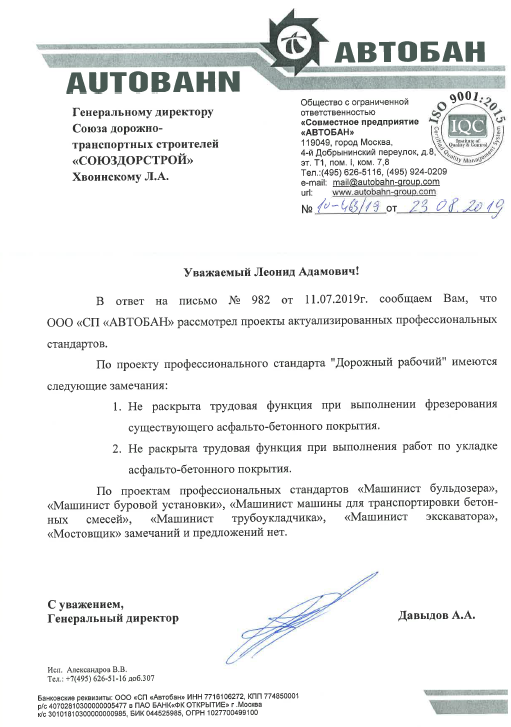 АВТОБАН
AUTOBAHN
Генеральному директору
Союза дорожно-
транспортных строителей
«СОЮЗДОРСТРОЙ»
Хвоинскому Л.А.
Общество с ограниченной
ответственностью
«Совместное предприятие
«АВТОБАН»
119049, город Москва,
4-й Добрынинский переулок, д.8,
эт. Т1, пом. I, ком. 7,8
Тел.:(495) 626-5116, (495) 924-0209
e-mail: mail@autobahn-group.com
url: www.autobahn-group.com
ISO 9001:2015
IQC
Institute of
Quality & Control
Certified Quality Management System
№ 10-463/19 от 23 08.2019
Уважаемый Леонид Адамович!
В ответ на письмо № 982 от 11.07.2019г. сообщаем Вам, что
ООО «СП «АВТОБАН» рассмотрел проекты актуализированных профессиональных
стандартов.
По проекту профессионального стандарта "Дорожный рабочий" имеются
следующие замечания:
1. Не раскрыта трудовая функция при выполнении фрезерования
существующего асфальто-бетонного покрытия.
2. Не раскрыта трудовая функция при выполнения работ по укладке
асфальто-бетонного покрытия.
По проектам профессиональных стандартов «Машинист бульдозера»,
«Машинист буровой установки», «Машинист машины для транспортировки бетон-
ных смесей», «Машинист трубоукладчика», «Машинист экскаватора»,
«Мостовщик» замечаний и предложений нет.
С уважением,
Генеральный директор
Давыдов А.А.
Исп. Александров В.В.
Тел.: +7(495) 626-51-16 доб.307
Банковские реквизиты: ООО «СП «Автобан» ИНН 7716106272, КПП 774850001
р/с 40702810300000005477 в ПАО БАНК«ФК ОТКРЫТИЕ» г .Москва
к/с 30101810300000000985, БИК 044525985, ОГРН 1027700499100